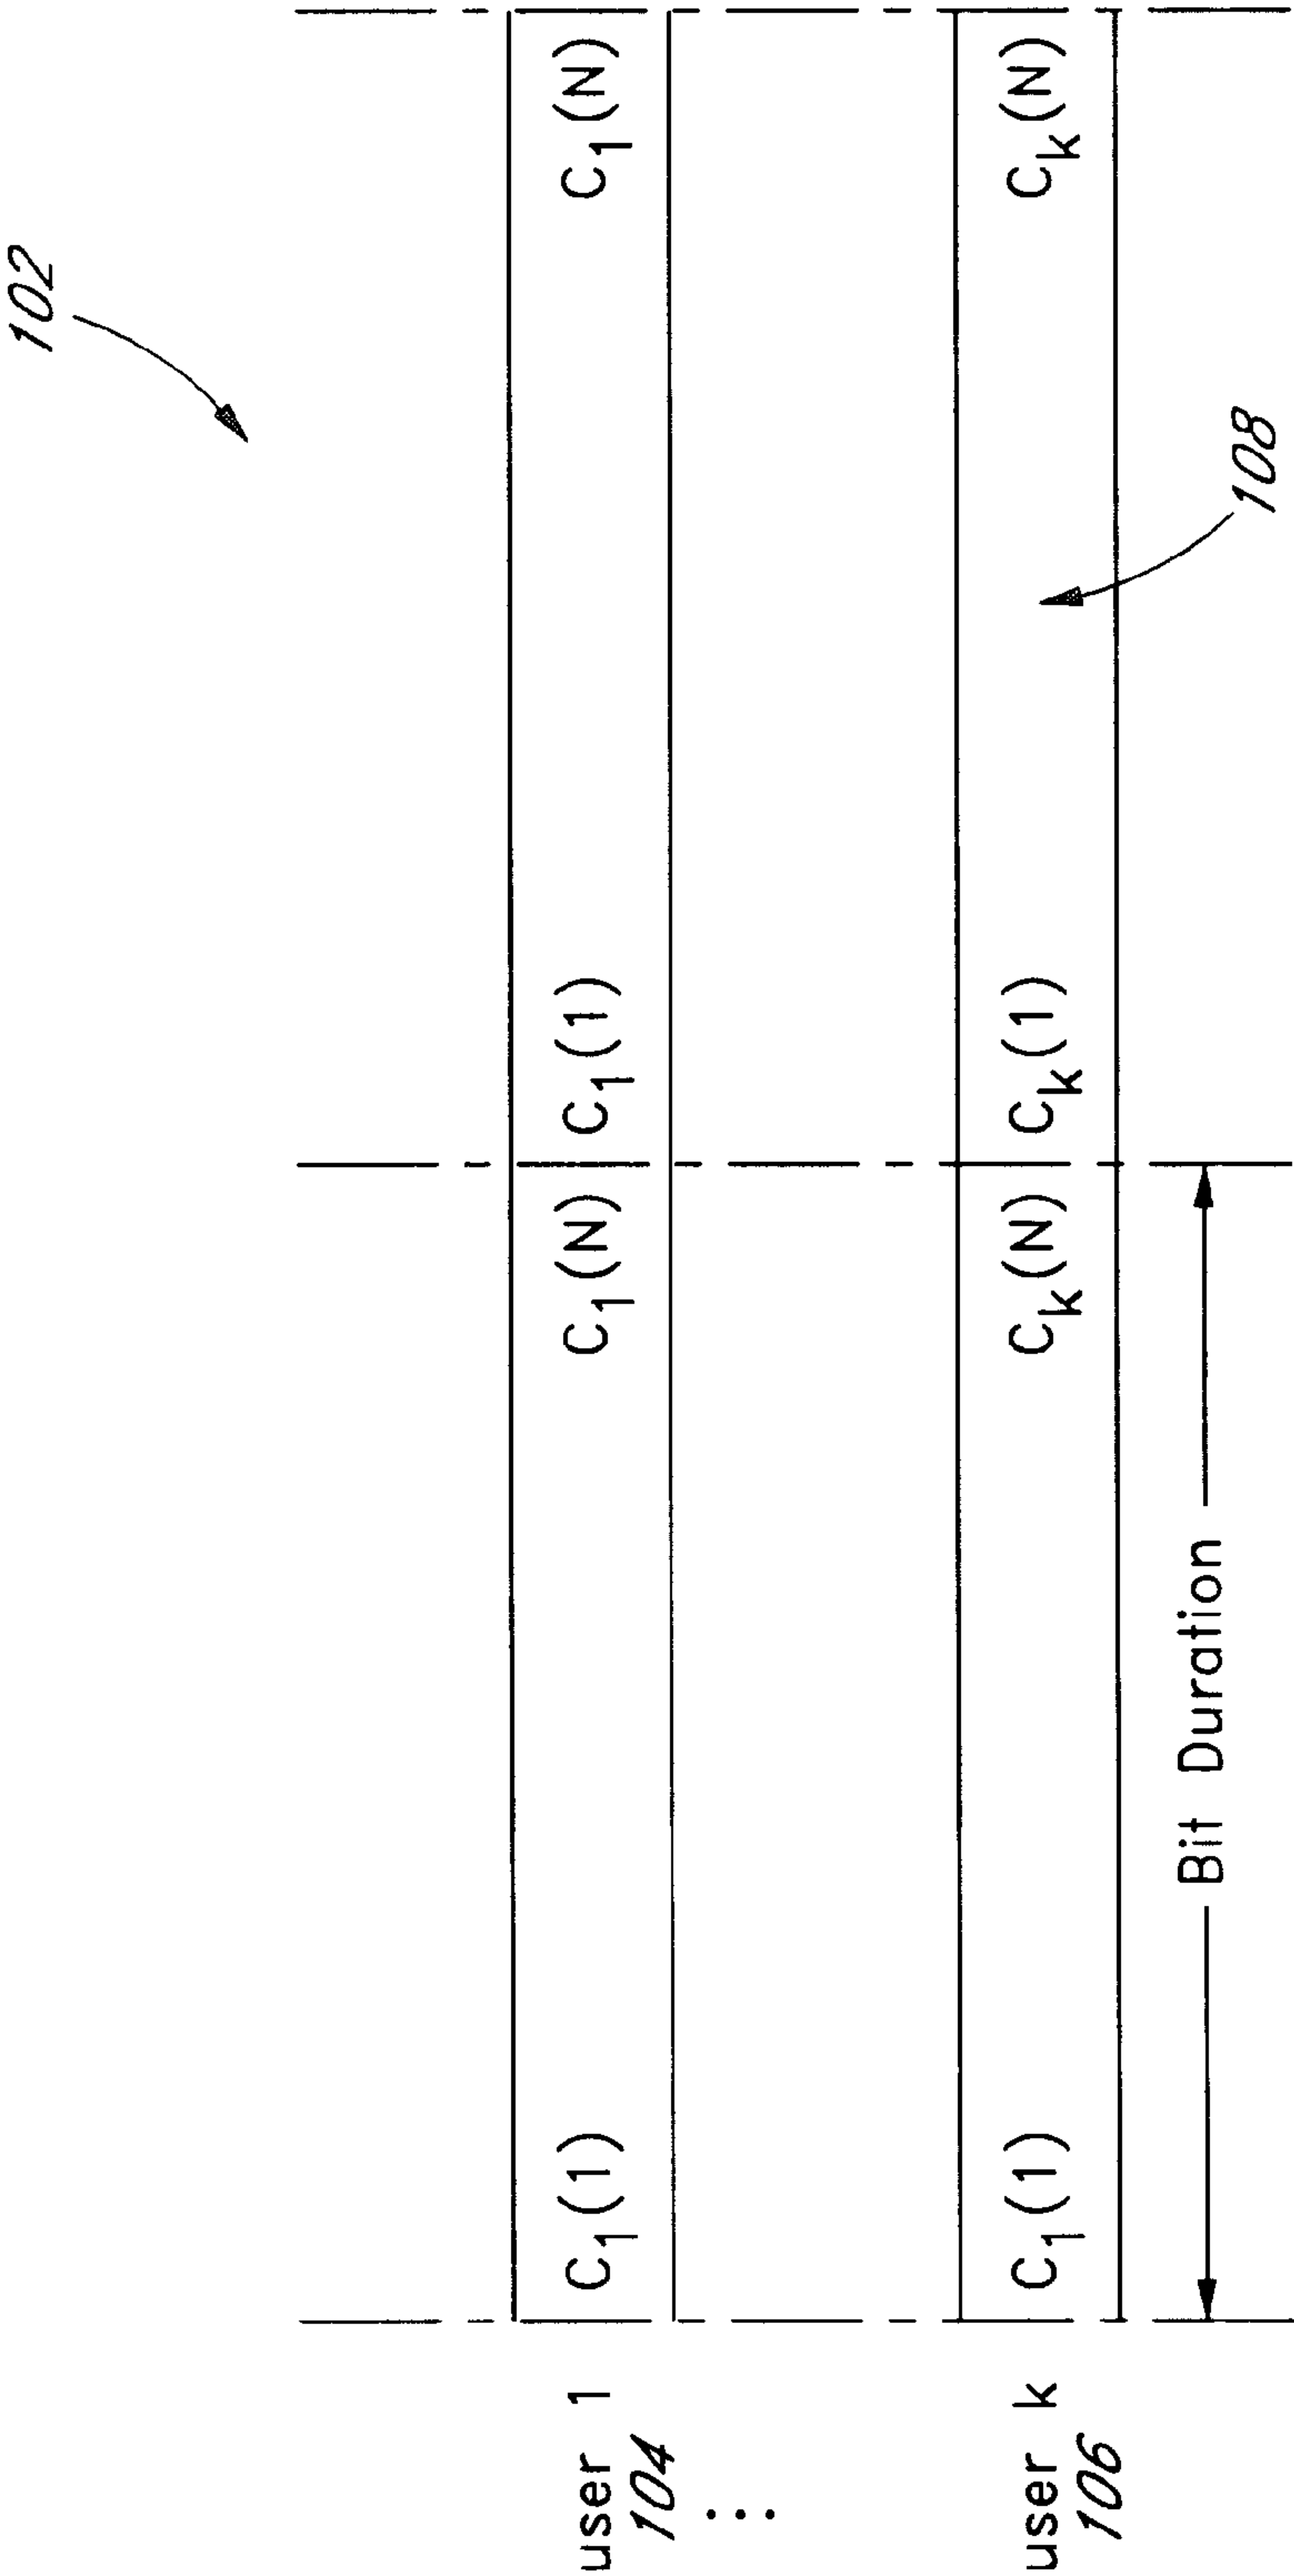 102
user 1
104
C1(1) C1(N) C1(1) C1(N)
⋮
user k
106
C1(1) Ck(N) Ck(1) Ck(N)
108
Bit Duration